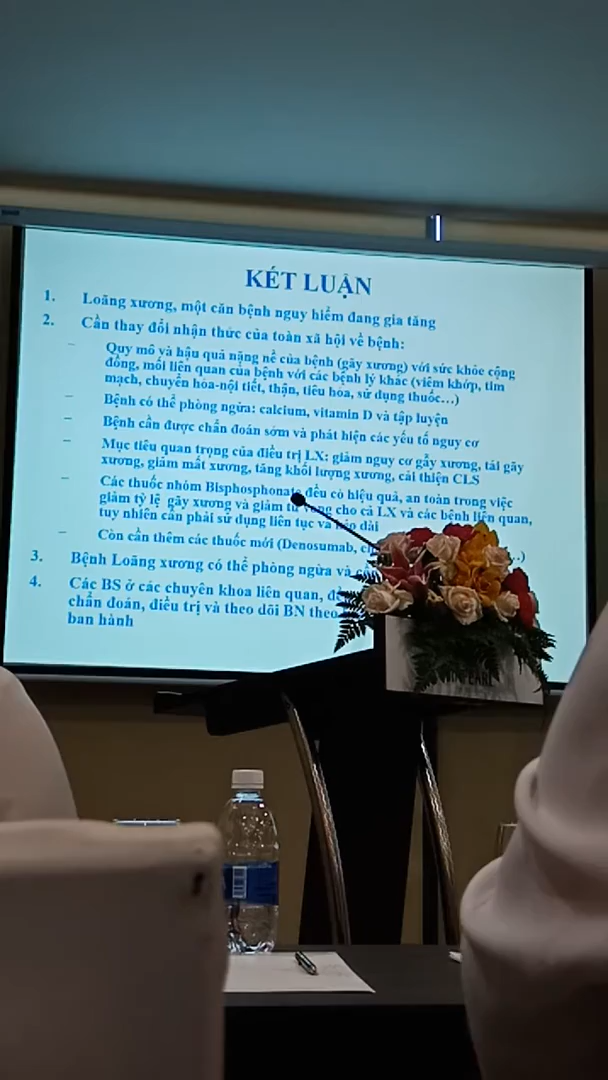 KẾT LUẬN
1. Loãng xương, một căn bệnh nguy hiểm đang gia tăng
2. Cần thay đổi nhận thức của toàn xã hội về bệnh:
– Quy mô và hậu quả nặng nề của bệnh (gãy xương) với sức khỏe cộng
đồng, mối liên quan của bệnh với các bệnh lý khác (viêm khớp, tim
mạch, chuyển hóa-nội tiết, thận, tiêu hóa, sử dụng thuốc...)
– Bệnh có thể phòng ngừa: calcium, vitamin D và tập luyện
– Bệnh cần được chẩn đoán sớm và phát hiện các yếu tố nguy cơ
– Mục tiêu quan trọng của điều trị LX: giảm nguy cơ gẫy xương, tái gãy
xương, giảm mất xương, tăng khối lượng xương, cải thiện CLS
– Các thuốc nhóm Bisphosphonate đều có hiệu quả, an toàn trong việc
giảm tỷ lệ gãy xương và giảm tử vong cho cả LX và các bệnh liên quan,
tuy nhiên cần phải sử dụng liên tục và kéo dài
– Còn cần thêm các thuốc mới (Denosumab, ...)
3. Bệnh Loãng xương có thể phòng ngừa và
4. Các BS ở các chuyên khoa liên quan,
chẩn đoán, điều trị và theo dõi BN theo
ban hành